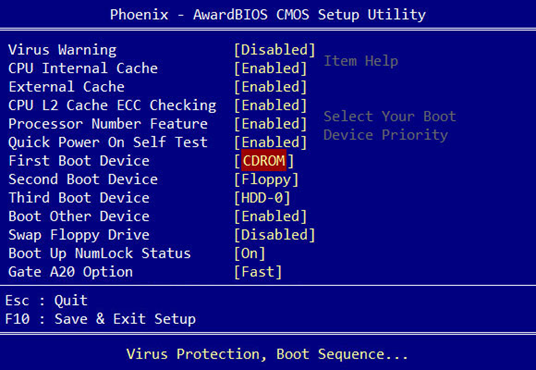 Phoenix - AwardBIOS CMOS Setup Utility
Virus Warning [Disabled]
Item Help
CPU Internal Cache [Enabled]
External Cache [Enabled]
CPU L2 Cache ECC Checking [Enabled]
Select Your Boot
Processor Number Feature [Enabled]
Device Priority
Quick Power On Self Test [Enabled]
First Boot Device [CDROM]
Second Boot Device [Floppy]
Third Boot Device [HDD-0]
Boot Other Device [Enabled]
Swap Floppy Drive [Disabled]
Boot Up NumLock Status [On]
Gate A20 Option [Fast]
Esc : Quit
F10 : Save & Exit Setup
Virus Protection, Boot Sequence...